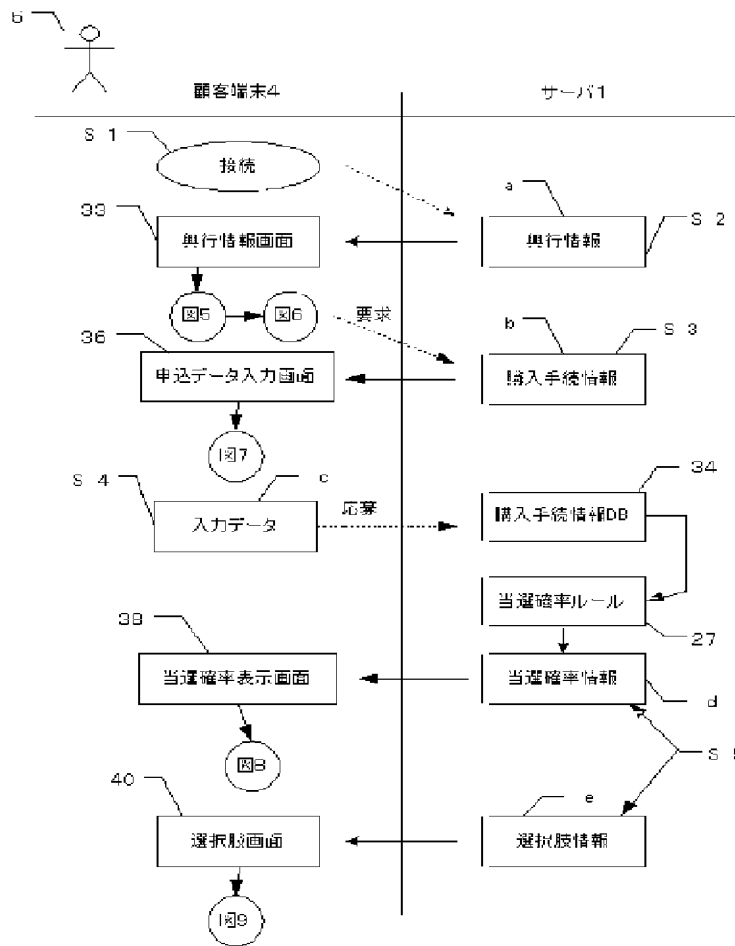 6
顧客端末4
サーバ1
S 1
接続
33
a
S 2
興行情報画面
興行情報
図5
図6
要求
36
b
S 3
申込データ入力画面
購入手続情報
図7
S 4
c
34
入力データ
応募
購入手続情報DB
当選確率ルール
38
27
当選確率表示画面
当選確率情報
d
図8
S 5
40
e
選択肢画面
選択肢情報
図9